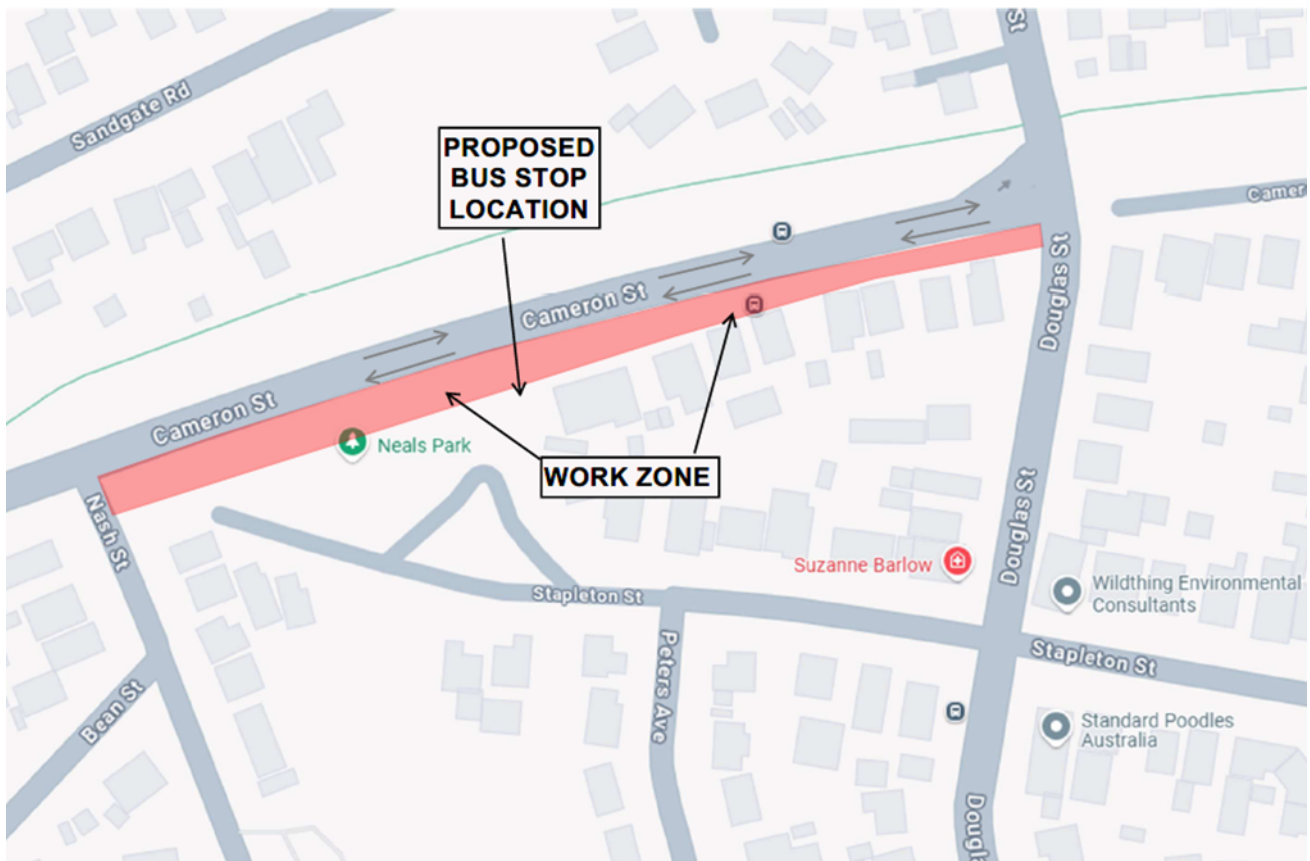 St
Sandgate Rd
PROPOSED
BUS STOP
LOCATION
Camer
Cameron St
Douglas St
Cameron St
Neals Park
WORK ZONE
Nash St
Douglas St
Suzanne Barlow
Wildthing Environmental
Consultants
Stapleton St
Stapleton St
Peters Ave
Bean St
Standard Poodles
Australia
Dougla